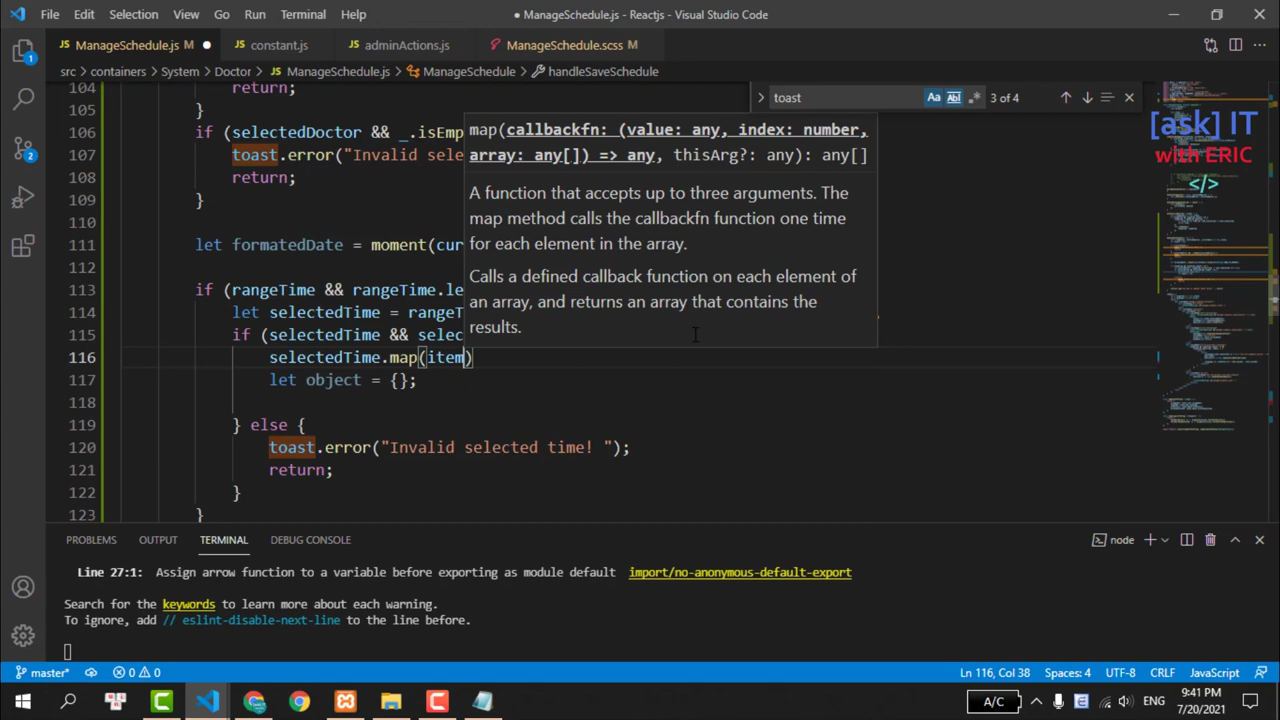 File Edit Selection View Go Run Terminal Help
● ManageSchedule.js - Reactjs - Visual Studio Code
JS ManageSchedule.js M ●
JS constant.js
JS adminActions.js
ManageSchedule.scss M
src > containers > System > Doctor > JS ManageSchedule.js > ManageSchedule > handleSaveSchedule
toast
Aa Abl .* 3 of 4
[ask] IT
with ERIC
</>
104 return;
105 }
106 if (selectedDoctor && _.isEmp
107 toast.error("Invalid sele
108 return;
109 }
110
111 let formatedDate = moment(cur
112
113 if (rangeTime && rangeTime.le
114 let selectedTime = rangeT
115 if (selectedTime && selec
116 selectedTime.map(item)
117 let object = {};
118
119 } else {
120 toast.error("Invalid selected time! ");
121 return;
122 }
123 }
map(callbackfn: (value: any, index: number,
array: any[]) => any, thisArg?: any): any[]
A function that accepts up to three arguments. The
map method calls the callbackfn function one time
for each element in the array.
Calls a defined callback function on each element of
an array, and returns an array that contains the
results.
PROBLEMS OUTPUT TERMINAL DEBUG CONSOLE
node
Line 27:1: Assign arrow function to a variable before exporting as module default import/no-anonymous-default-export
Search for the keywords to learn more about each warning.
To ignore, add // eslint-disable-next-line to the line before.
1
2
master* 0 0
Ln 116, Col 38 Spaces: 4 UTF-8 CRLF JavaScript
A/C
ENG
9:41 PM
7/20/2021